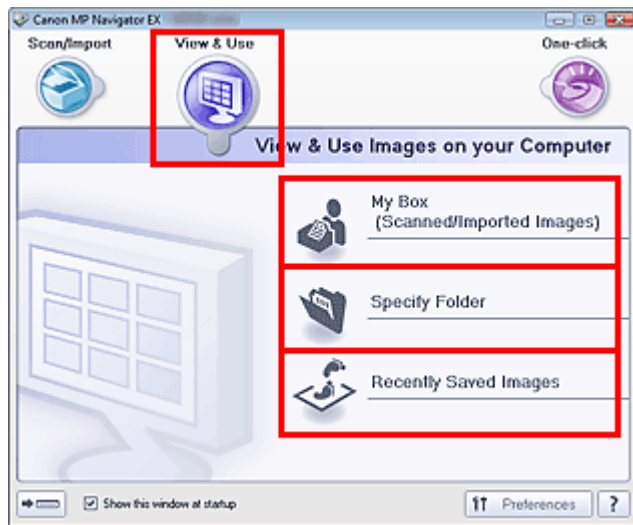 Canon MP Navigator EX
Scan/Import
View & Use
One-click
View & Use Images on your Computer
My Box
(Scanned/Imported Images)
Specify Folder
Recently Saved Images
Show this window at startup
Preferences
?